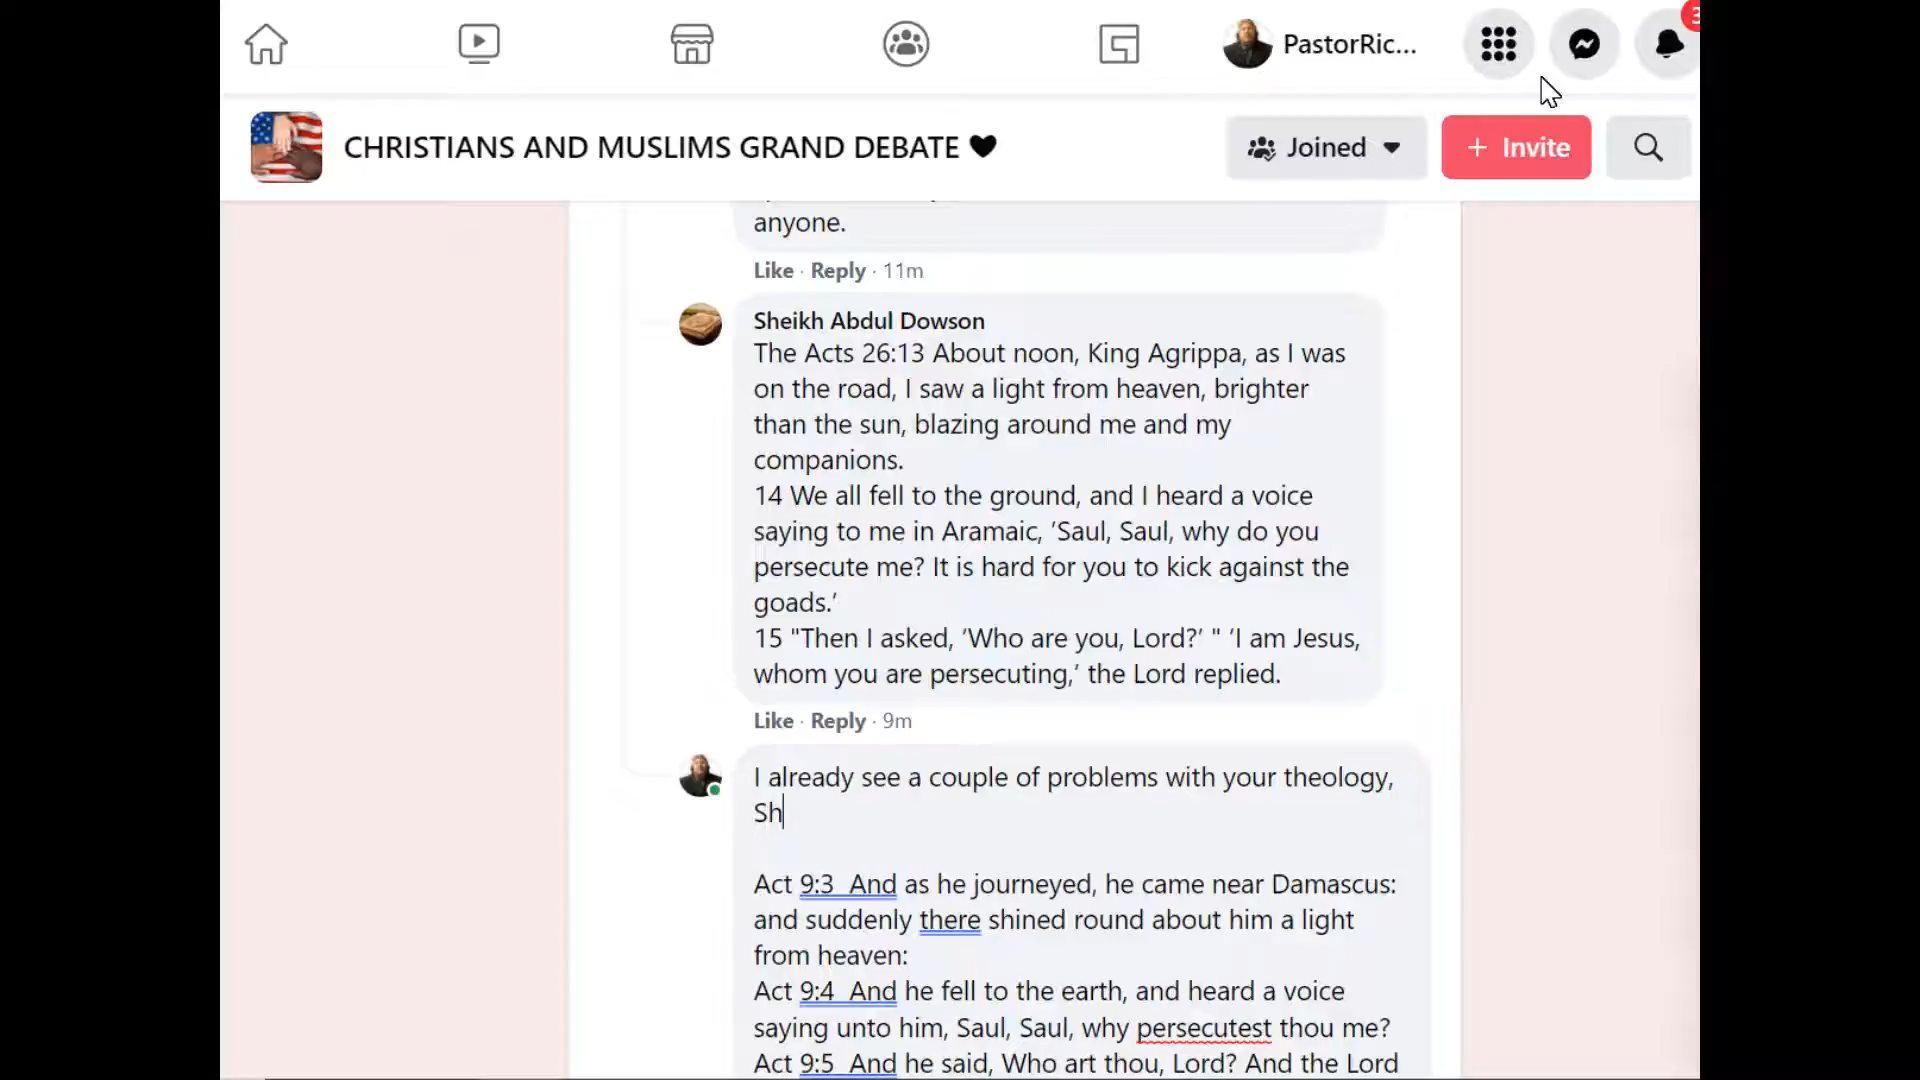 PastorRic...
3
CHRISTIANS AND MUSLIMS GRAND DEBATE
Joined
+ Invite
anyone.
Like · Reply · 11m
Sheikh Abdul Dowson
The Acts 26:13 About noon, King Agrippa, as I was
on the road, I saw a light from heaven, brighter
than the sun, blazing around me and my
companions.
14 We all fell to the ground, and I heard a voice
saying to me in Aramaic, 'Saul, Saul, why do you
persecute me? It is hard for you to kick against the
goads.'
15 "Then I asked, 'Who are you, Lord?' " 'I am Jesus,
whom you are persecuting,' the Lord replied.
Like · Reply · 9m
I already see a couple of problems with your theology,
Sh
Act 9:3  And as he journeyed, he came near Damascus:
and suddenly there shined round about him a light
from heaven:
Act 9:4  And he fell to the earth, and heard a voice
saying unto him, Saul, Saul, why persecutest thou me?
Act 9:5  And he said, Who art thou, Lord? And the Lord